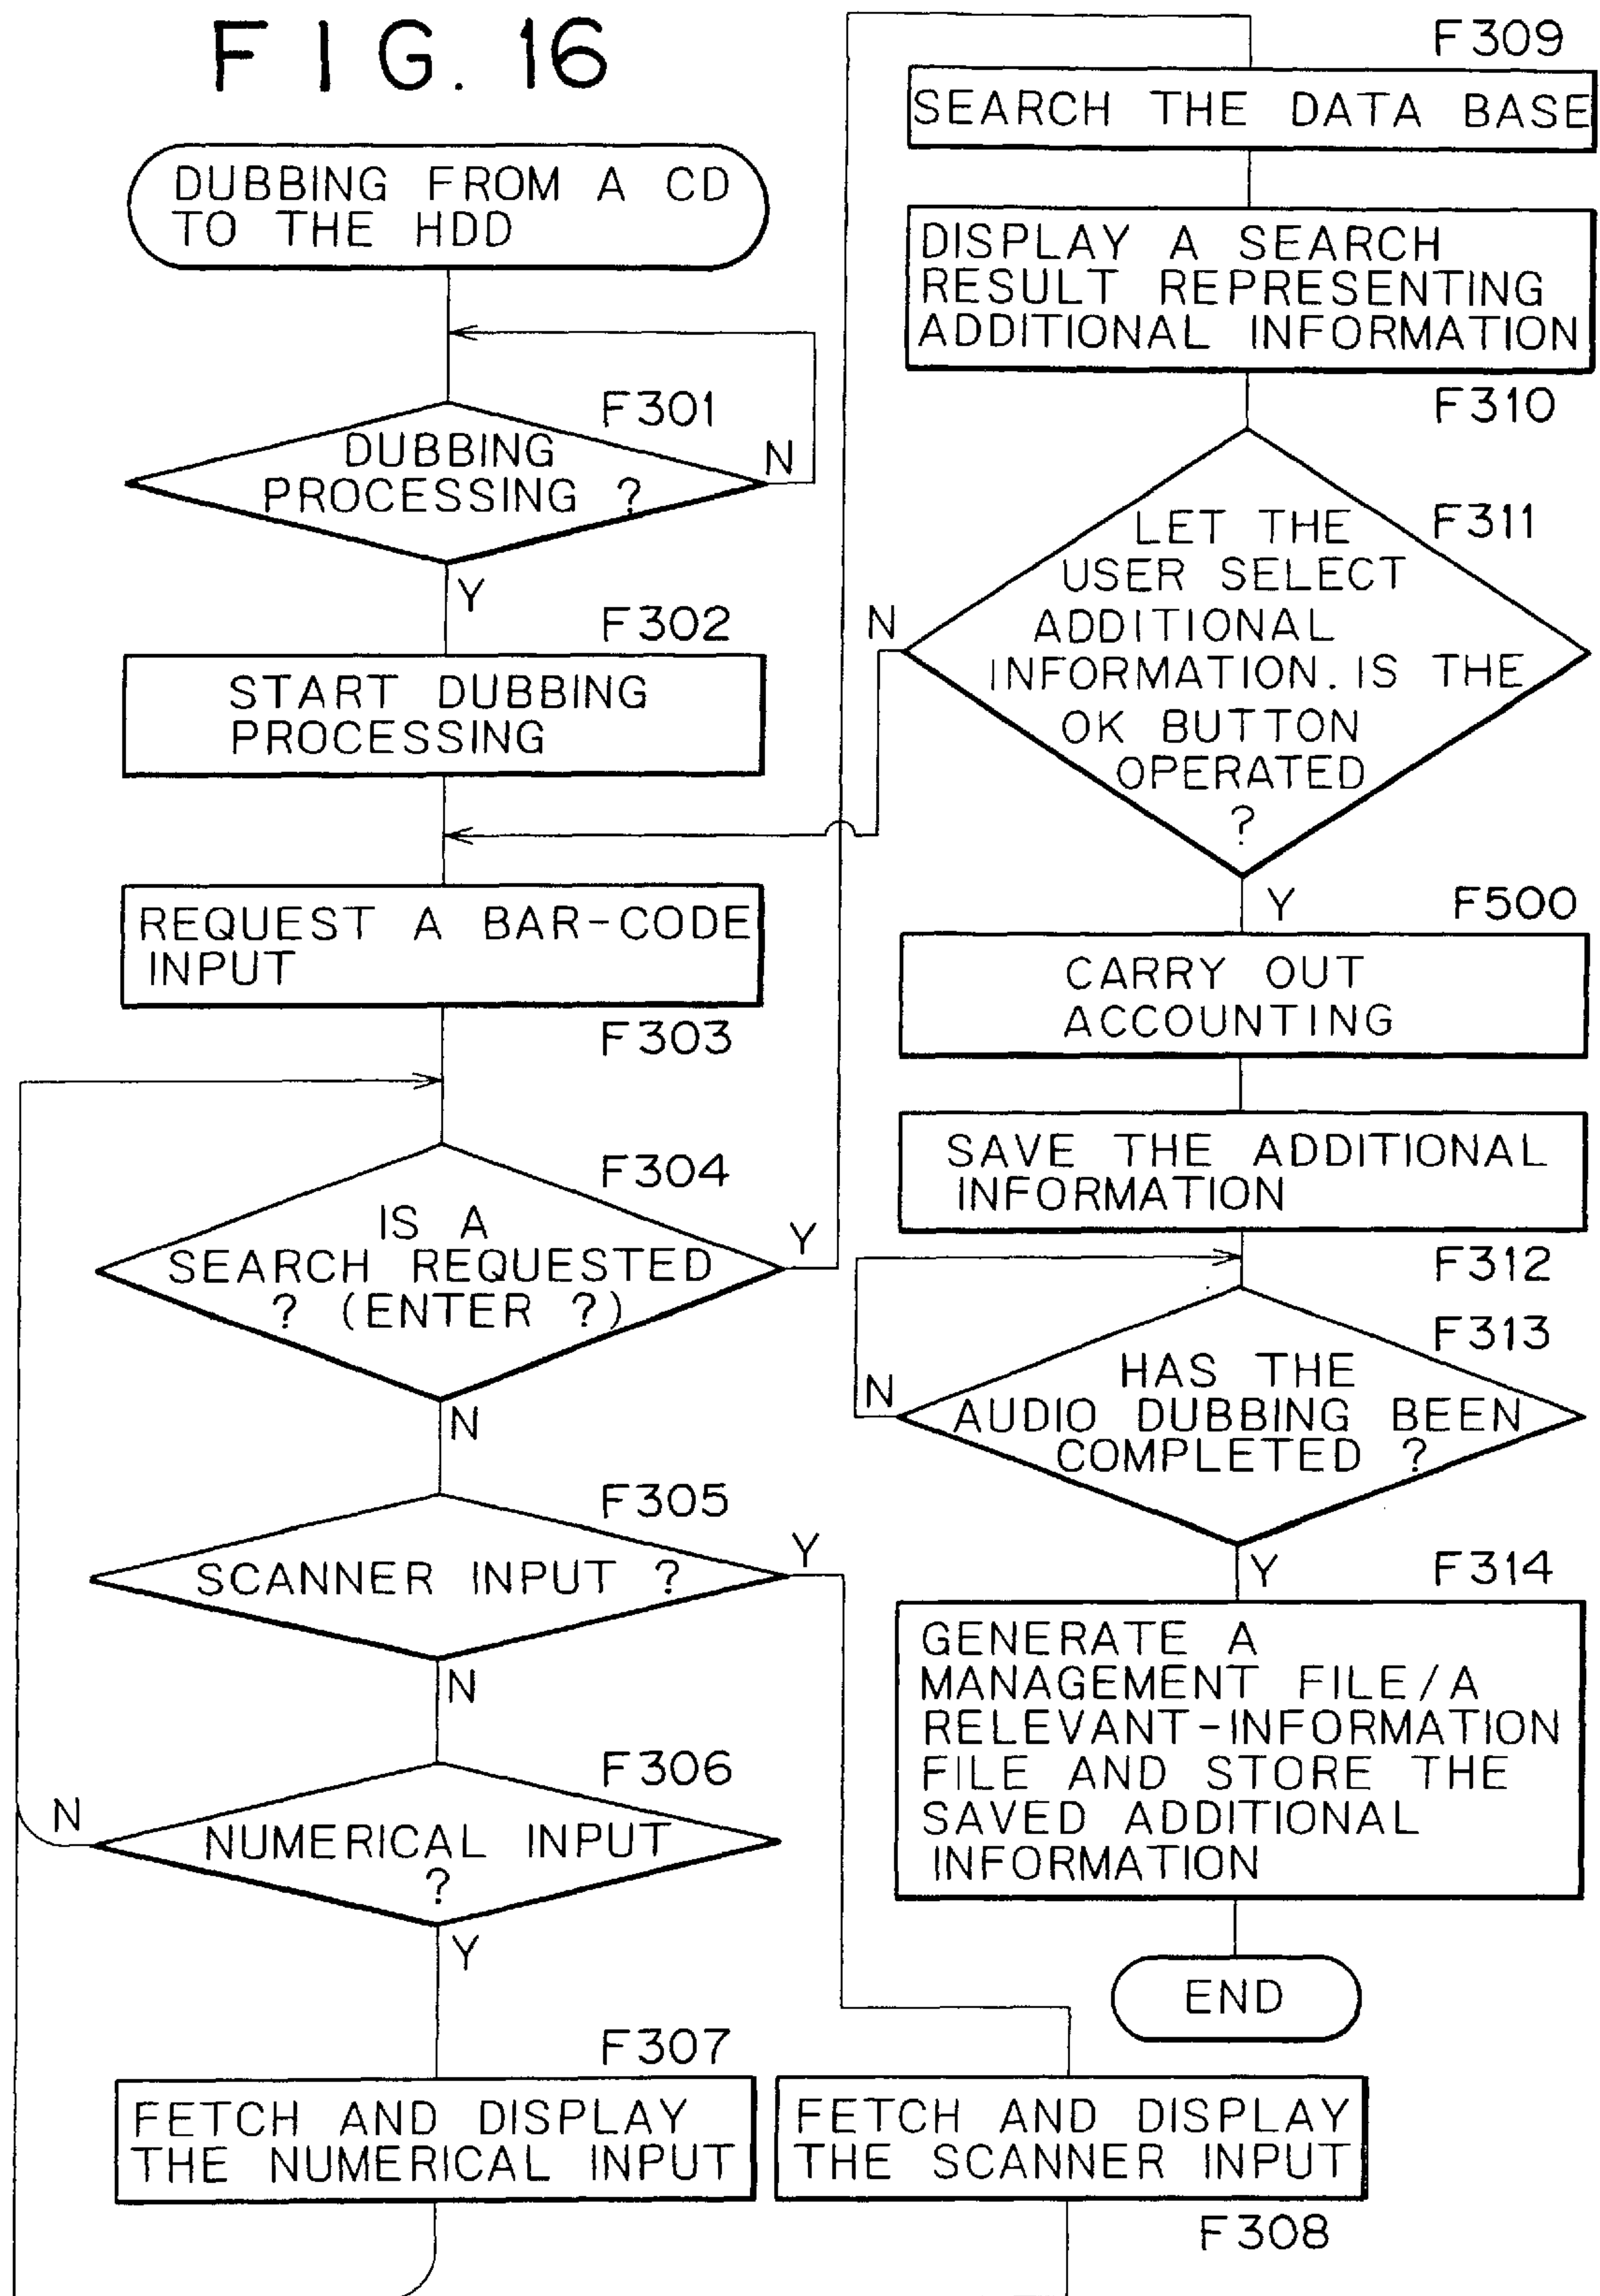 FIG. 16
DUBBING FROM A CD
TO THE HDD
F301
DUBBING
PROCESSING ?
N
Y
F302
START DUBBING
PROCESSING
REQUEST A BAR-CODE
INPUT
F303
F304
IS A
SEARCH REQUESTED
? (ENTER ?)
Y
N
F305
SCANNER INPUT ?
Y
N
F306
NUMERICAL INPUT
?
N
Y
F307
FETCH AND DISPLAY
THE NUMERICAL INPUT
FETCH AND DISPLAY
THE SCANNER INPUT
F308
F309
SEARCH THE DATA BASE
DISPLAY A SEARCH
RESULT REPRESENTING
ADDITIONAL INFORMATION
F310
F311
LET THE
USER SELECT
ADDITIONAL
INFORMATION. IS THE
OK BUTTON
OPERATED
?
N
Y
F500
CARRY OUT
ACCOUNTING
SAVE THE ADDITIONAL
INFORMATION
F312
F313
HAS THE
AUDIO DUBBING BEEN
COMPLETED ?
N
Y
F314
GENERATE A
MANAGEMENT FILE/A
RELEVANT-INFORMATION
FILE AND STORE THE
SAVED ADDITIONAL
INFORMATION
END